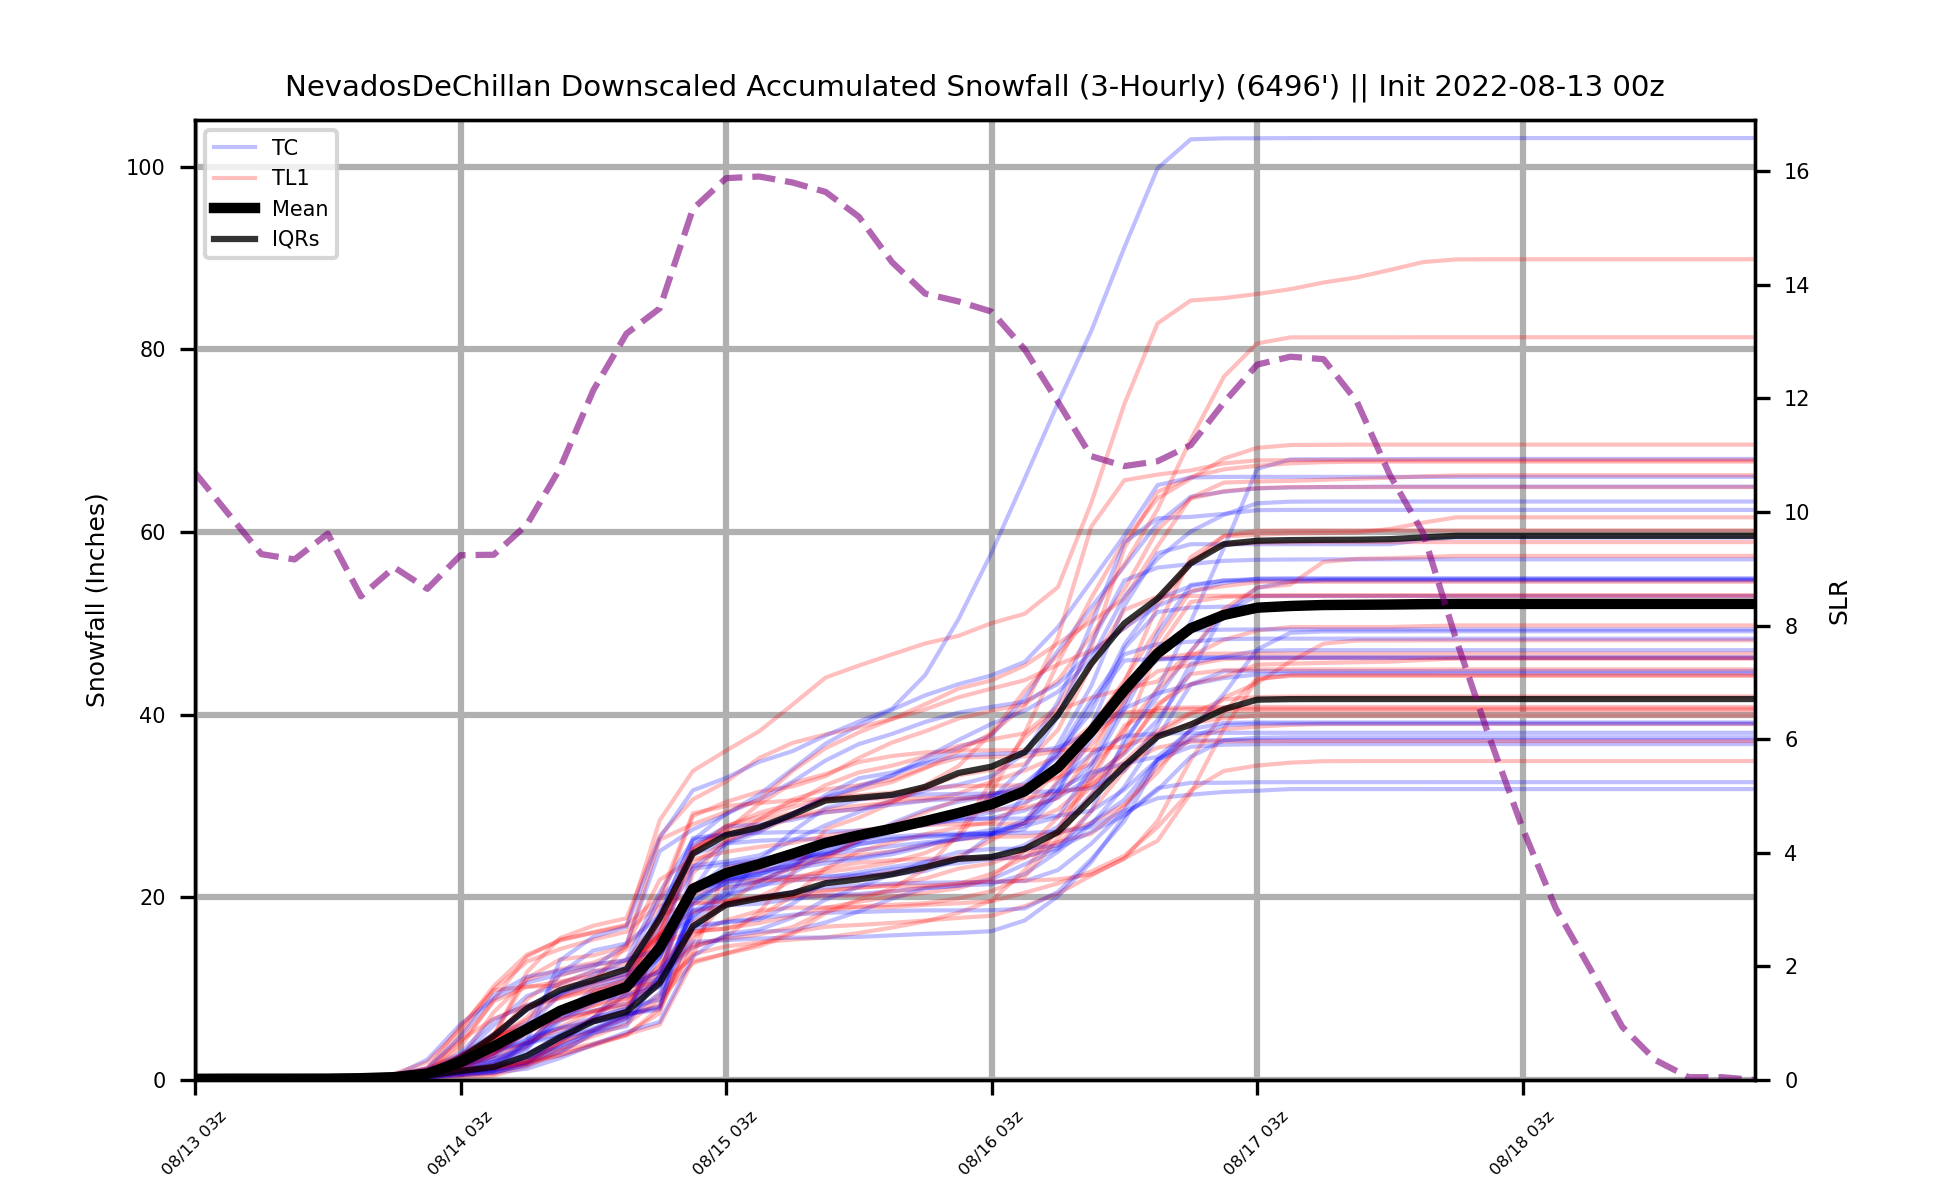 NevadosDeChillan Downscaled Accumulated Snowfall (3-Hourly) (6496') || Init 2022-08-13 00z
TC
TL1
Mean
IQRs
Snowfall (Inches)
100
80
60
40
20
0
SLR
16
14
12
10
8
6
4
2
0
08/13 03z
08/14 03z
08/15 03z
08/16 03z
08/17 03z
08/18 03z